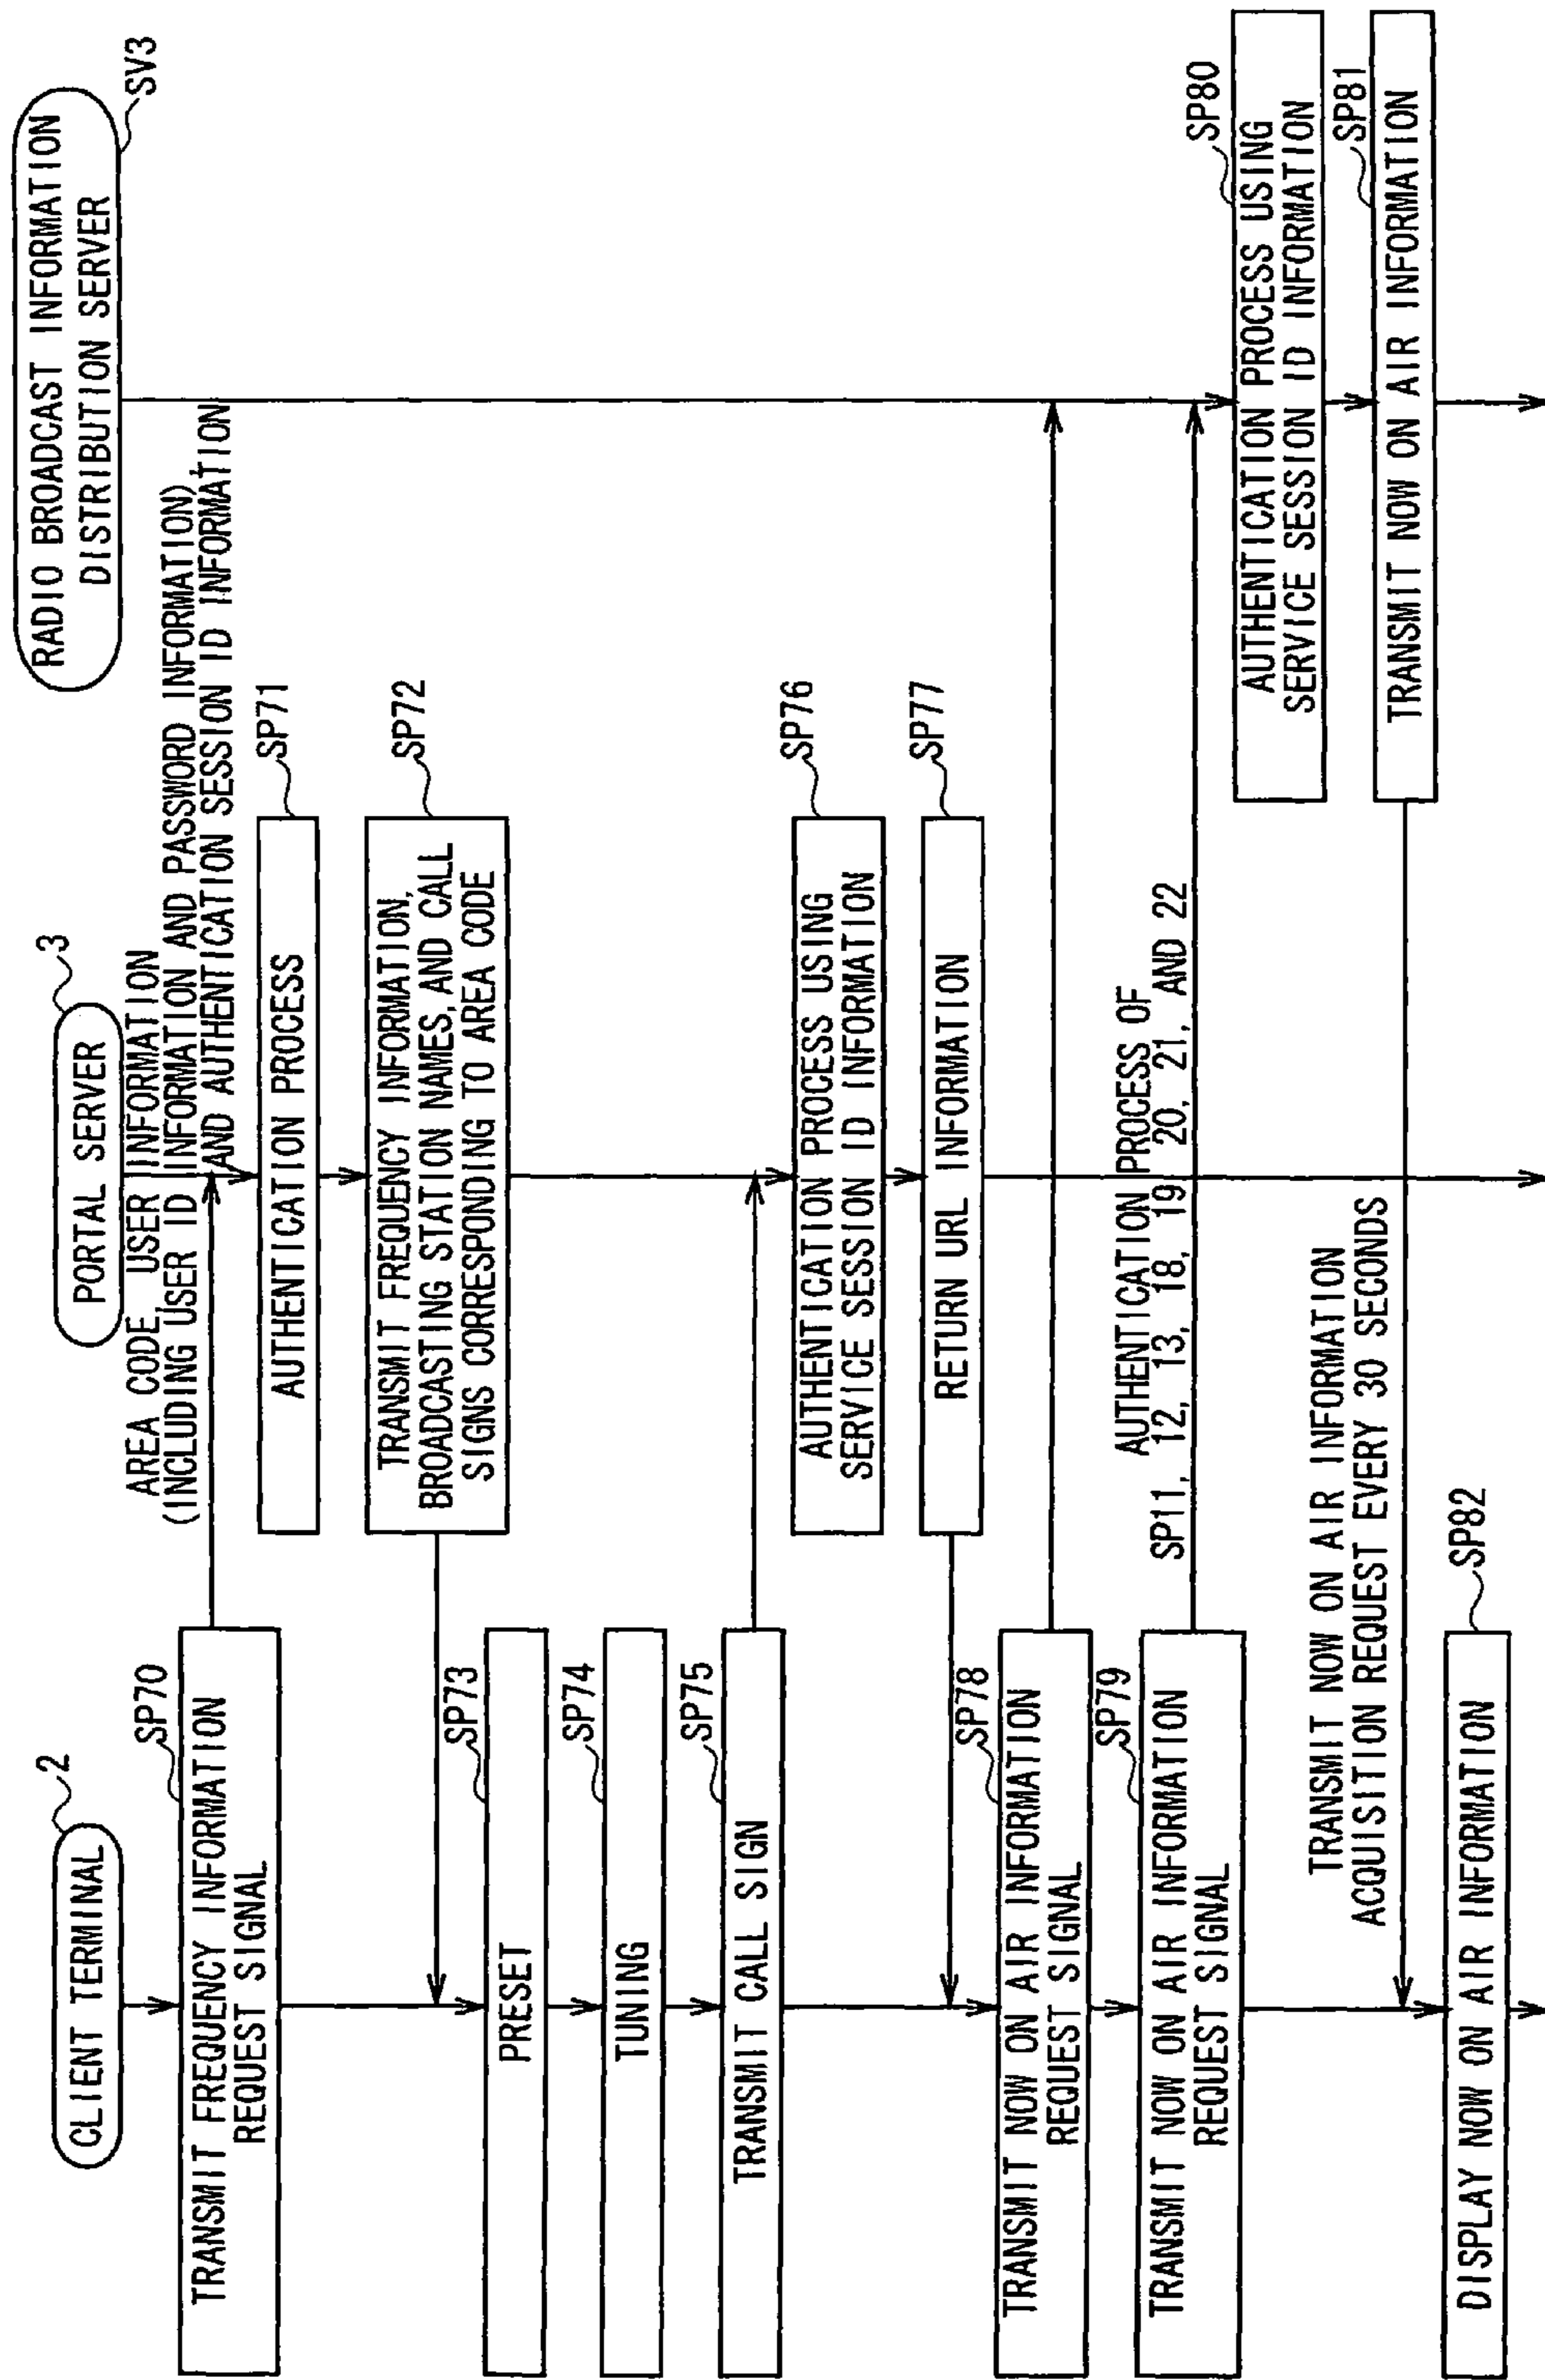 CLIENT TERMINAL
2
PORTAL SERVER
3
RADIO BROADCAST INFORMATION
DISTRIBUTION SERVER
SV3
AREA CODE, USER INFORMATION
(INCLUDING USER ID INFORMATION AND PASSWORD INFORMATION),
AND AUTHENTICATION SESSION ID INFORMATION
SP70
TRANSMIT FREQUENCY INFORMATION
REQUEST SIGNAL
SP71
AUTHENTICATION PROCESS
SP72
TRANSMIT FREQUENCY INFORMATION,
BROADCASTING STATION NAMES, AND CALL
SIGNS CORRESPONDING TO AREA CODE
SP73
PRESET
SP74
TUNING
SP75
TRANSMIT CALL SIGN
SP76
AUTHENTICATION PROCESS USING
SERVICE SESSION ID INFORMATION
SP77
RETURN URL INFORMATION
SP78
TRANSMIT NOW ON AIR INFORMATION
REQUEST SIGNAL
AUTHENTICATION PROCESS OF
SP11, 12, 13, 18, 19, 20, 21, AND 22
SP79
TRANSMIT NOW ON AIR INFORMATION
REQUEST SIGNAL
SP80
AUTHENTICATION PROCESS USING
SERVICE SESSION ID INFORMATION
SP81
TRANSMIT NOW ON AIR INFORMATION
TRANSMIT NOW ON AIR INFORMATION
ACQUISITION REQUEST EVERY 30 SECONDS
SP82
DISPLAY NOW ON AIR INFORMATION